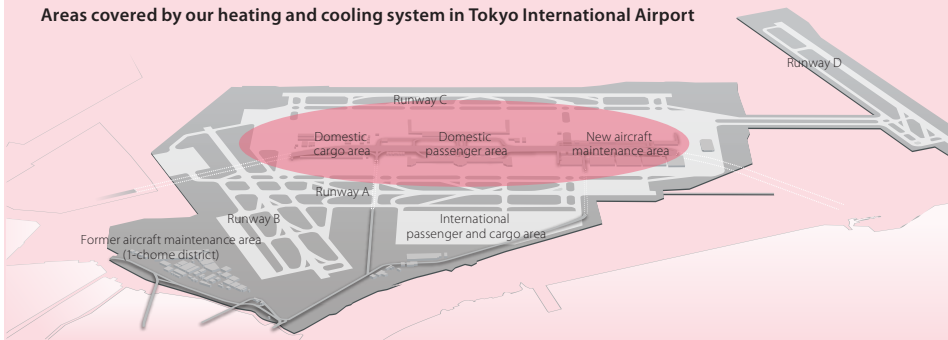 Areas covered by our heating and cooling system in Tokyo International Airport
Runway D
Runway C
Domestic
cargo area
Domestic
passenger area
New aircraft
maintenance area
Runway A
Runway B
International
passenger and cargo area
Former aircraft maintenance area
(1-chome district)